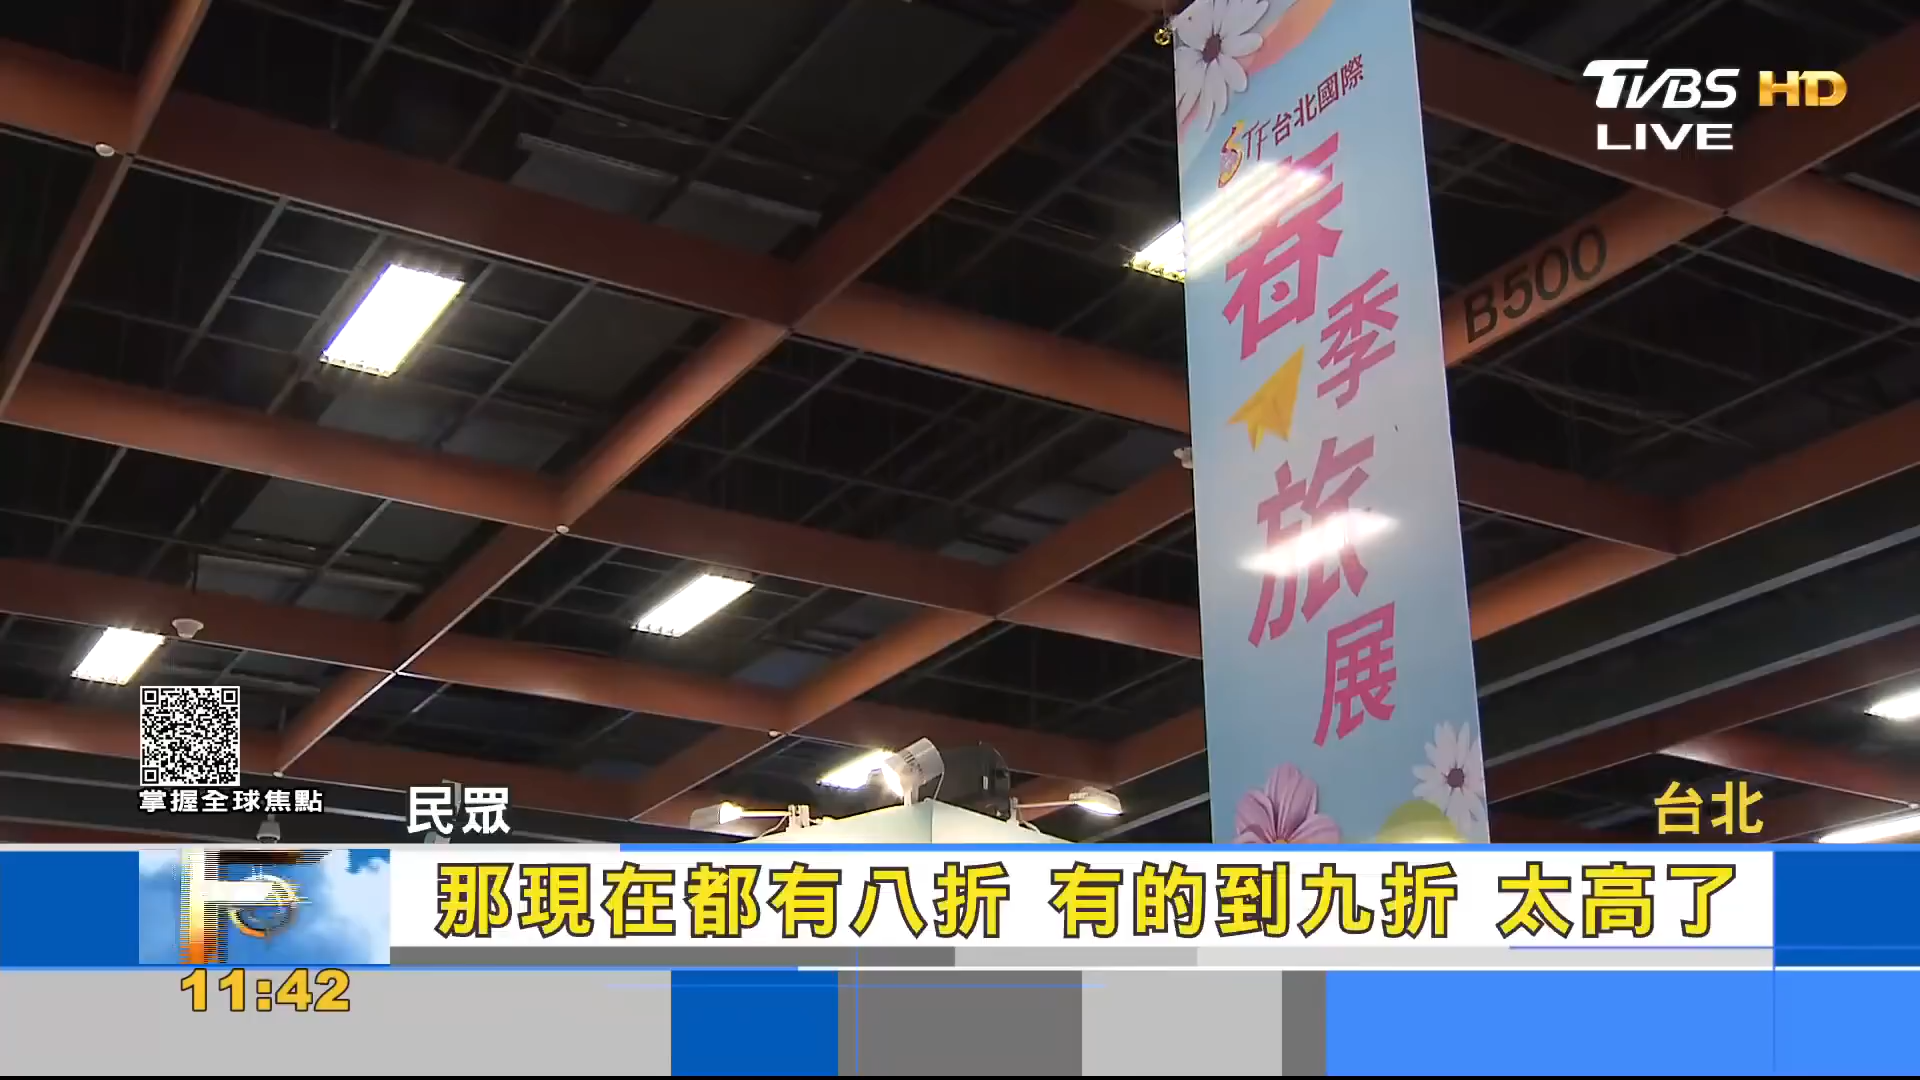 TVBS HD
LIVE
STF台北國際
春季旅展
B500
掌握全球焦點
民眾
台北
那現在都有八折 有的到九折 太高了
11:42